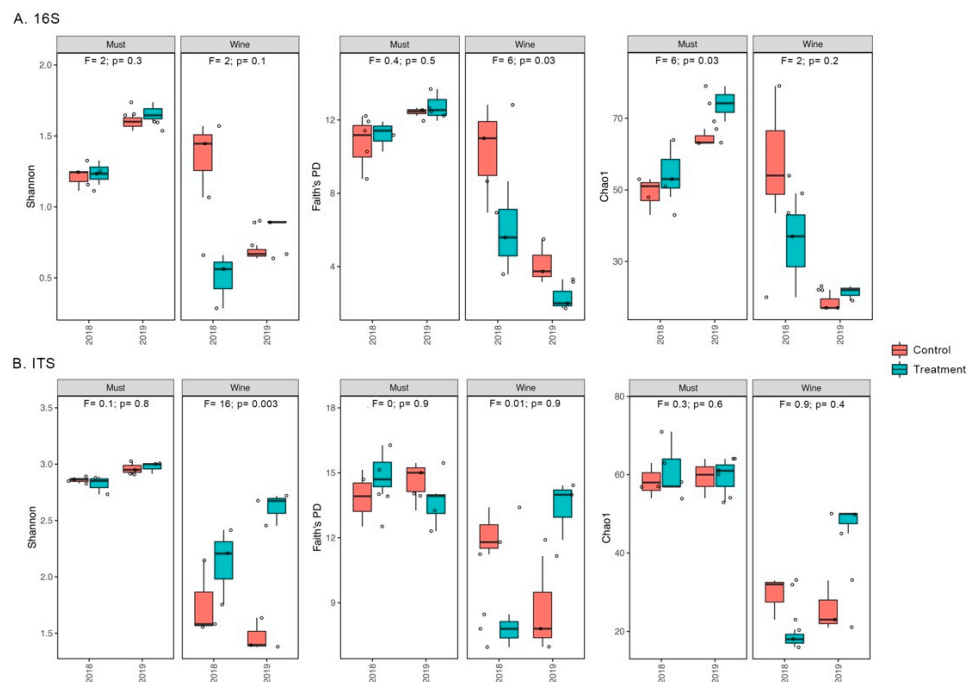 A. 16S
Must Wine Must Wine Must Wine
F= 2; p= 0.3 F= 2; p= 0.1 F= 0.4; p= 0.5 F= 6; p= 0.03 F= 6; p= 0.03 F= 2; p= 0.2
Shannon
2.0
1.5
1.0
0.5
Faith's PD
12
8
4
Chao1
70
50
30
2018 2019 2018 2019 2018 2019 2018 2019 2018 2019 2018 2019
Control
Treatment
B. ITS
Must Wine Must Wine Must Wine
F= 0.1; p= 0.8 F= 16; p= 0.003 F= 0; p= 0.9 F= 0.01; p= 0.9 F= 0.3; p= 0.6 F= 0.9; p= 0.4
Shannon
3.5
3.0
2.5
2.0
1.5
Faith's PD
18
15
12
8
Chao1
80
60
40
20
2018 2019 2018 2019 2018 2019 2018 2019 2018 2019 2018 2019